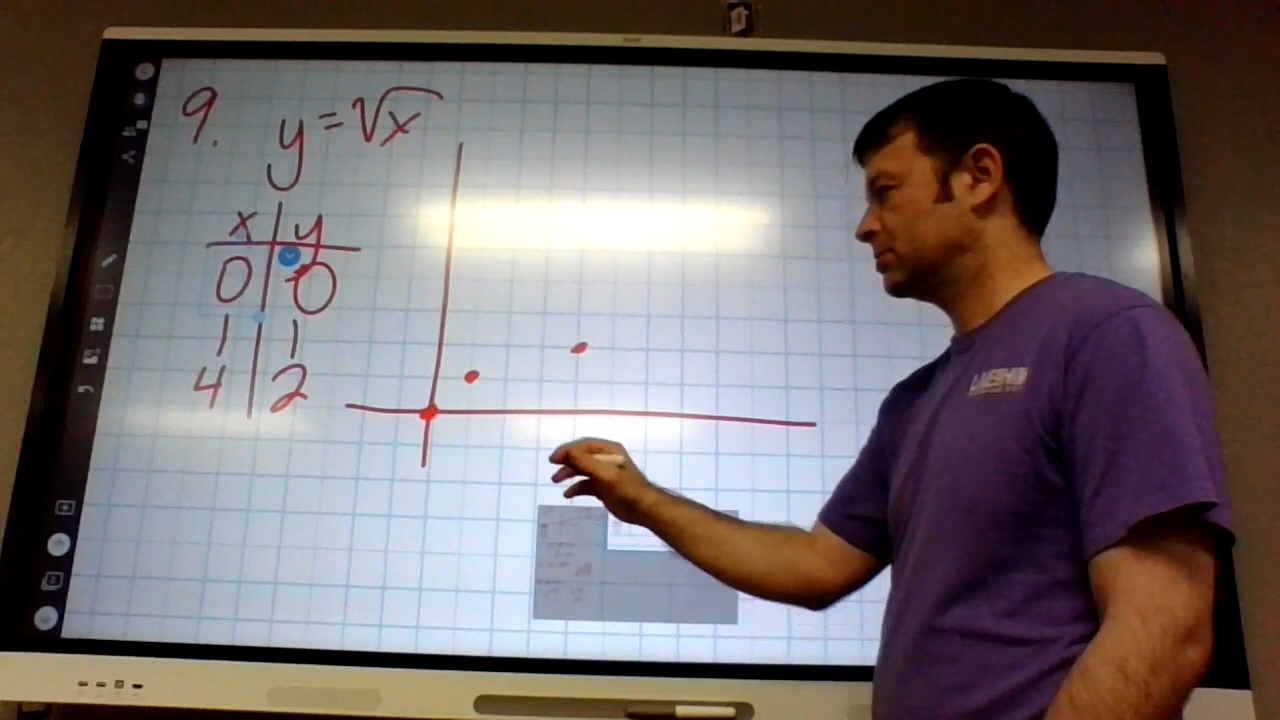 9. y = √x
x | y
0 | 0
1 | 1
4 | 2